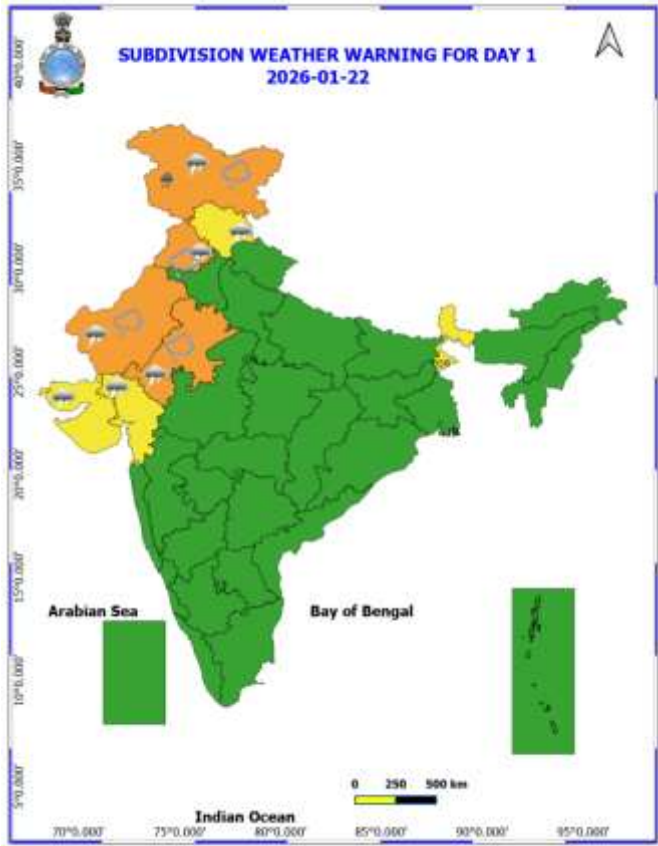 SUBDIVISION WEATHER WARNING FOR DAY 1
2026-01-22
40°0.000'
35°0.000'
30°0.000'
25°0.000'
20°0.000'
15°0.000'
10°0.000'
5°0.000'
Arabian Sea
Bay of Bengal
0 250 500 km
Indian Ocean
70°0.000' 75°0.000' 80°0.000' 85°0.000' 90°0.000' 95°0.000'